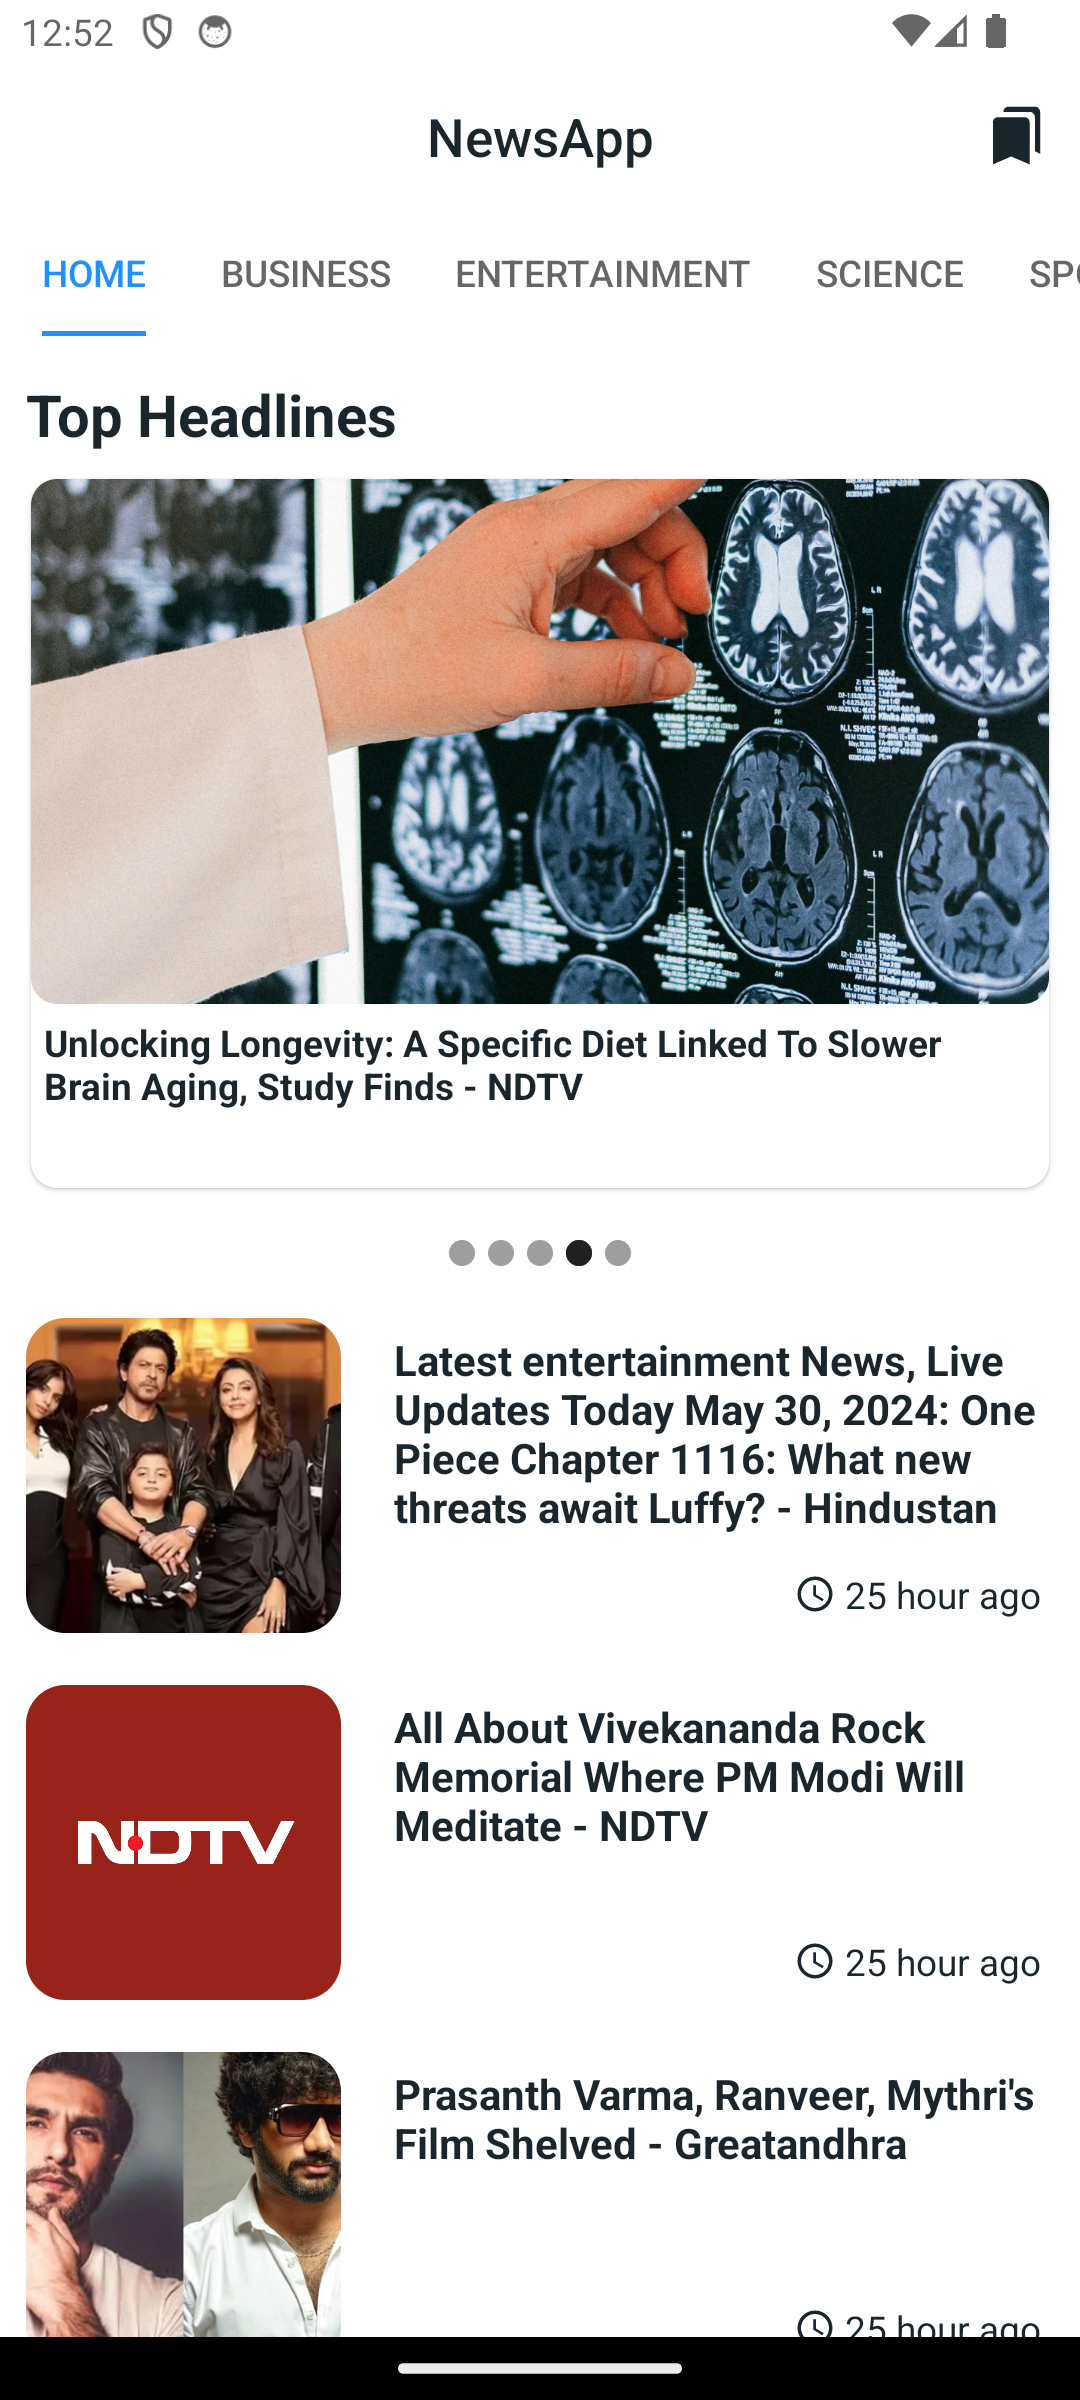 12:52
NewsApp
HOME BUSINESS ENTERTAINMENT SCIENCE
Top Headlines
Unlocking Longevity: A Specific Diet Linked To Slower
Brain Aging, Study Finds - NDTV
Latest entertainment News, Live
Updates Today May 30, 2024: One
Piece Chapter 1116: What new
threats await Luffy? - Hindustan
25 hour ago
NDTV
All About Vivekananda Rock
Memorial Where PM Modi Will
Meditate - NDTV
25 hour ago
Prasanth Varma, Ranveer, Mythri's
Film Shelved - Greatandhra
25 hour ago